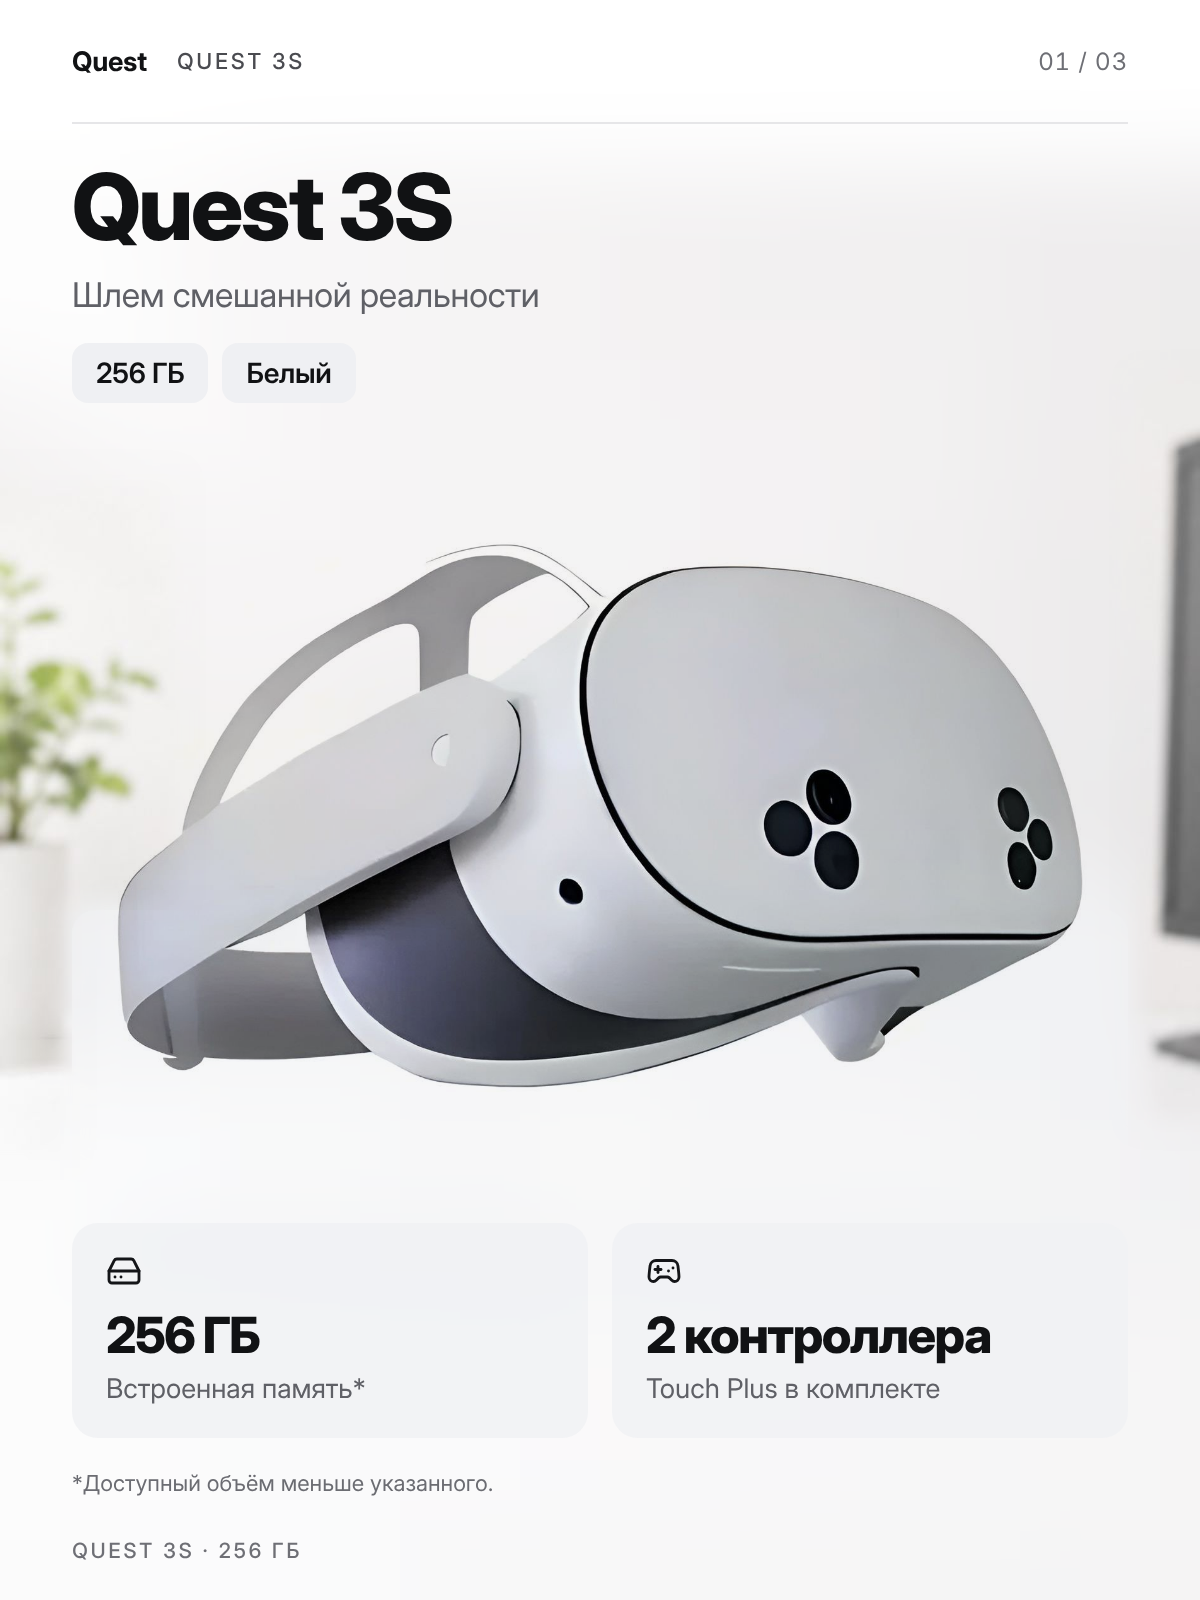 Quest QUEST 3S 01 / 03
Quest 3S
Шлем смешанной реальности
256 ГБ Белый
256 ГБ
Встроенная память*
2 контроллера
Touch Plus в комплекте
*Доступный объём меньше указанного.
QUEST 3S · 256 ГБ